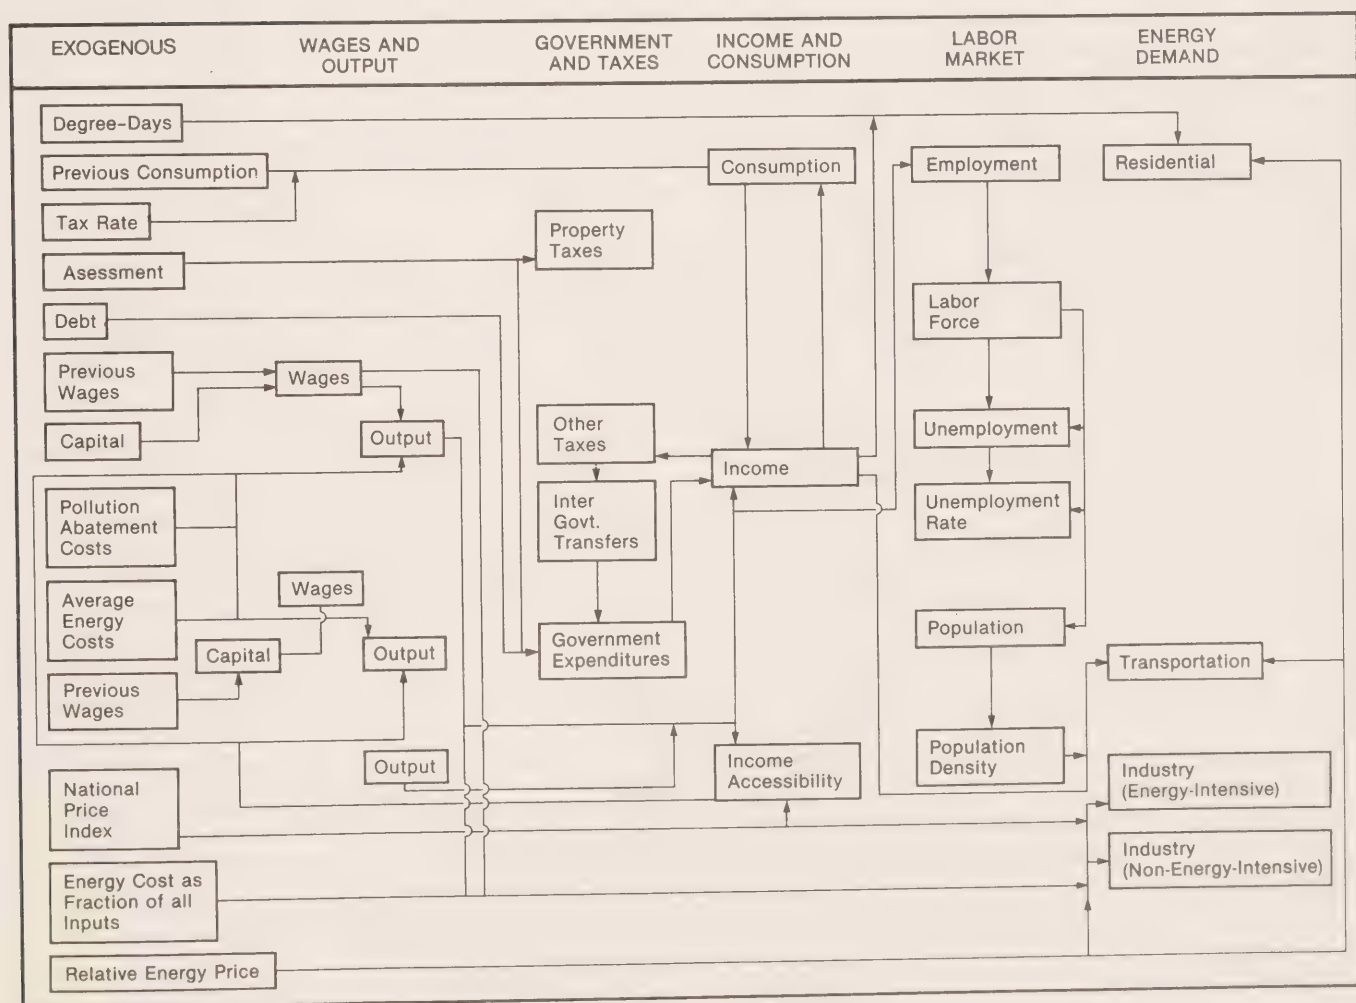 EXOGENOUS
WAGES AND
OUTPUT
GOVERNMENT
AND TAXES
INCOME AND
CONSUMPTION
LABOR
MARKET
ENERGY
DEMAND
Degree-Days
Previous Consumption
Tax Rate
Asessment
Debt
Previous
Wages
Capital
Pollution
Abatement
Costs
Average
Energy
Costs
Previous
Wages
National
Price
Index
Energy Cost as
Fraction of all
Inputs
Relative Energy Price
Wages
Output
Wages
Capital
Output
Output
Property
Taxes
Other
Taxes
Inter
Govt.
Transfers
Government
Expenditures
Consumption
Income
Income
Accessibility
Employment
Labor
Force
Unemployment
Unemployment
Rate
Population
Population
Density
Residential
Transportation
Industry
(Energy-Intensive)
Industry
(Non-Energy-Intensive)